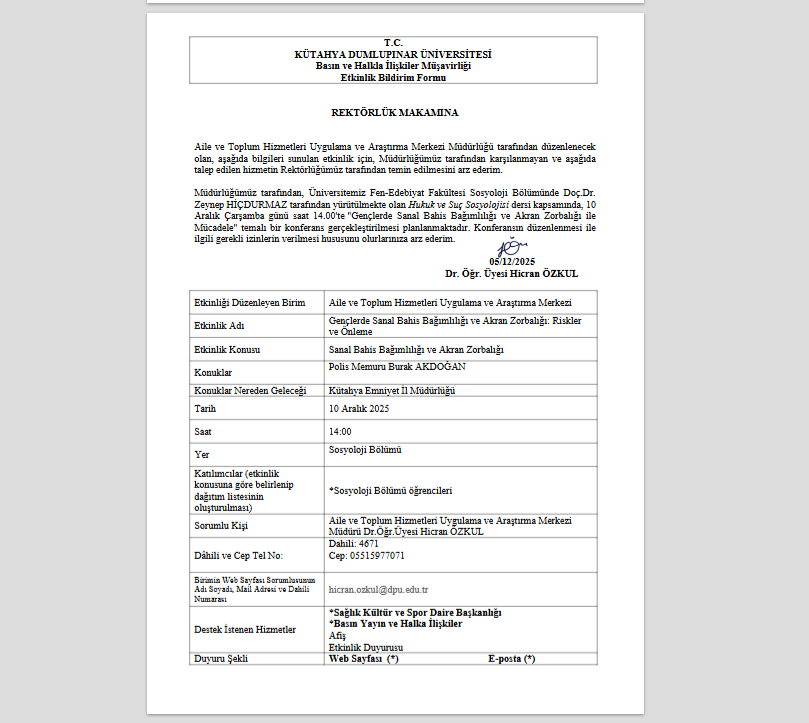 T.C.
KÜTAHYA DUMLUPINAR ÜNİVERSİTESİ
Basın ve Halkla İlişkiler Müşavirliği
Etkinlik Bildirim Formu
REKTÖRLÜK MAKAMINA
Aile ve Toplum Hizmetleri Uygulama ve Araştırma Merkezi Müdürlüğü tarafından düzenlenecek
olan, aşağıda bilgileri sunulan etkinlik için, Müdürlüğümüz tarafından karşılanmayan ve aşağıda
talep edilen hizmetin Rektörlüğümüz tarafından temin edilmesini arz ederim.
Müdürlüğümüz tarafından, Üniversitemiz Fen-Edebiyat Fakültesi Sosyoloji Bölümünde Doç.Dr.
Zeynep HİÇDURMAZ tarafından yürütülmekte olan Hukuk ve Suç Sosyolojisi dersi kapsamında, 10
Aralık Çarşamba günü saat 14.00'te "Gençlerde Sanal Bahis Bağımlılığı ve Akran Zorbalığı ile
Mücadele" temalı bir konferans gerçekleştirilmesi planlanmaktadır. Konferansın düzenlenmesi ile
ilgili gerekli izinlerin verilmesi hususunu olurlarınıza arz ederim.
05/12/2025
Dr. Öğr. Üyesi Hicran ÖZKUL
Etkinliği Düzenleyen Birim
Aile ve Toplum Hizmetleri Uygulama ve Araştırma Merkezi
Etkinlik Adı
Gençlerde Sanal Bahis Bağımlılığı ve Akran Zorbalığı: Riskler
ve Önleme
Etkinlik Konusu
Sanal Bahis Bağımlılığı ve Akran Zorbalığı
Konuklar
Polis Memuru Burak AKDOĞAN
Konuklar Nereden Geleceği
Kütahya Emniyet İl Müdürlüğü
Tarih
10 Aralık 2025
Saat
14:00
Yer
Sosyoloji Bölümü
Katılımcılar (etkinlik
konusuna göre belirlenip
dağıtım listesinin
oluşturulması)
*Sosyoloji Bölümü öğrencileri
Sorumlu Kişi
Aile ve Toplum Hizmetleri Uygulama ve Araştırma Merkezi
Müdürü Dr.Öğr.Üyesi Hicran ÖZKUL
Dâhili ve Cep Tel No:
Dahili: 4671
Cep: 05515977071
Birimin Web Sayfası Sorumlusunun
Adı Soyadı, Mail Adresi ve Dahili
Numarası
hicran.ozkul@dpu.edu.tr
Destek İstenen Hizmetler
*Sağlık Kültür ve Spor Daire Başkanlığı
*Basın Yayın ve Halka İlişkiler
Afiş
Etkinlik Duyurusu
Duyuru Şekli
Web Sayfası (*) E-posta (*)